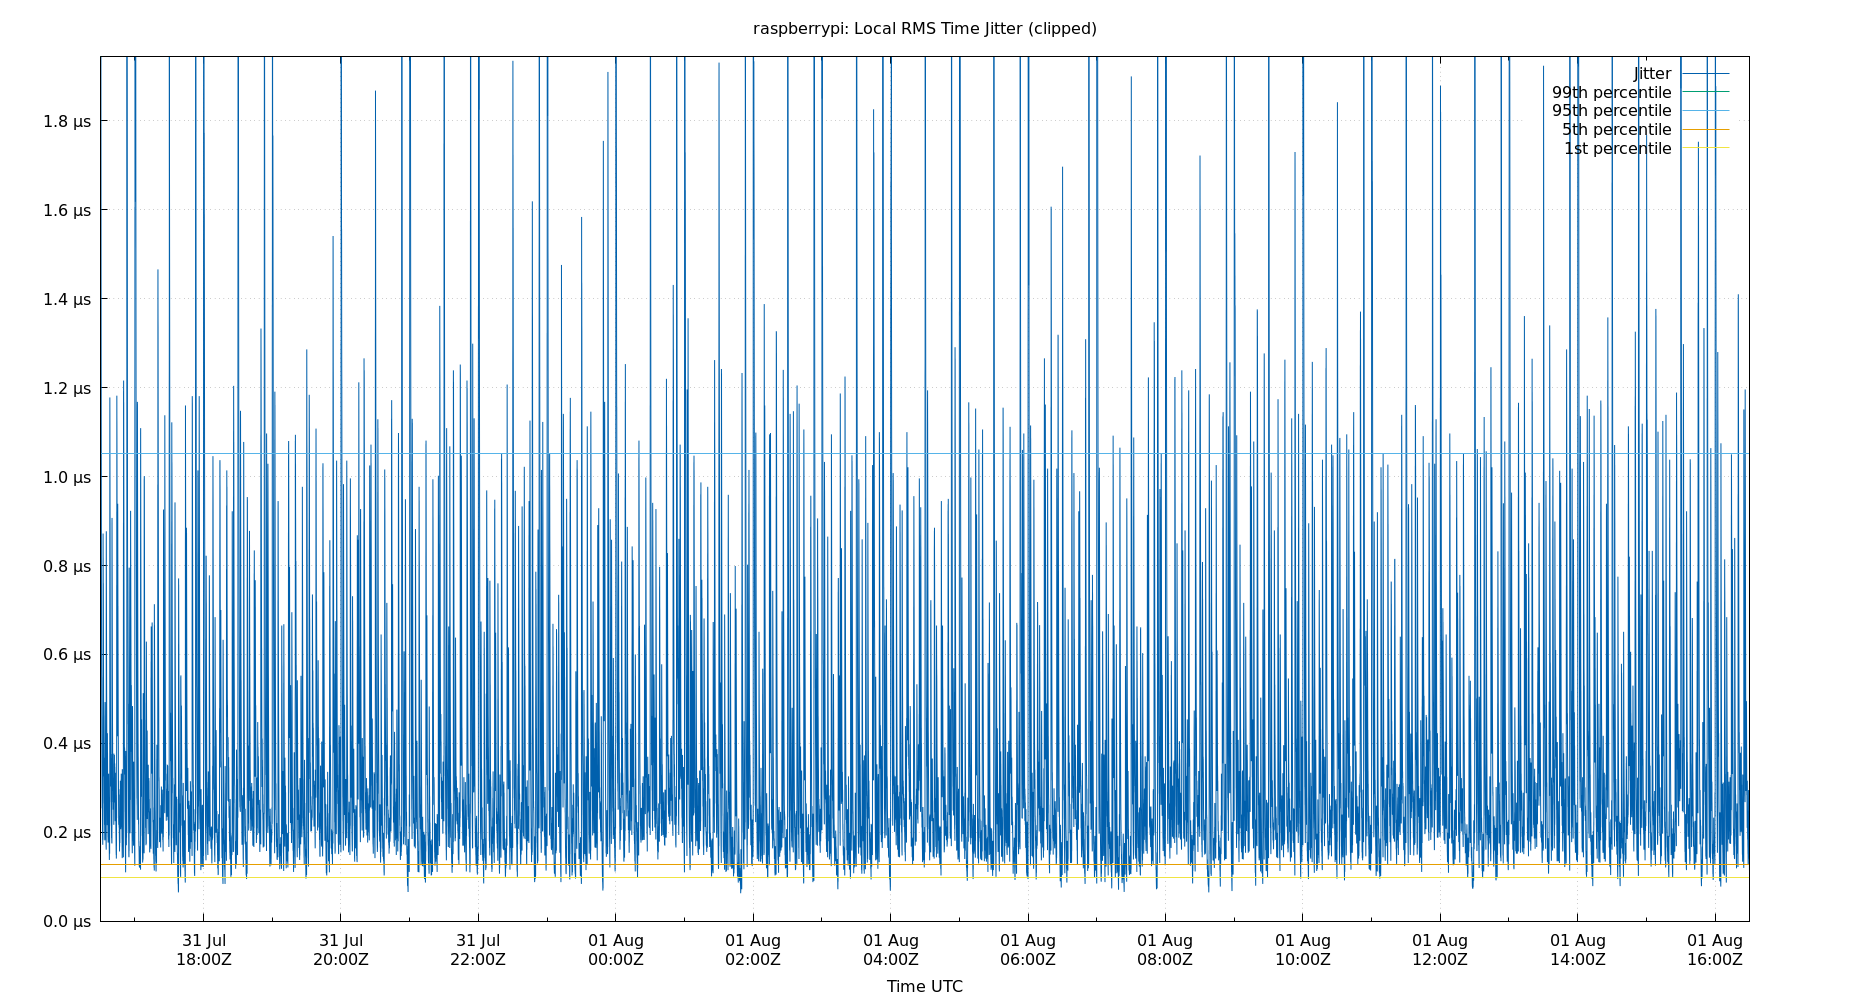 raspberrypi: Local RMS Time Jitter (clipped)
Jitter
99th percentile
95th percentile
5th percentile
1st percentile
1.8 µs
1.6 µs
1.4 µs
1.2 µs
1.0 µs
0.8 µs
0.6 µs
0.4 µs
0.2 µs
0.0 µs
31 Jul 31 Jul 31 Jul 01 Aug 01 Aug 01 Aug 01 Aug 01 Aug 01 Aug 01 Aug 01 Aug 01 Aug
18:00Z 20:00Z 22:00Z 00:00Z 02:00Z 04:00Z 06:00Z 08:00Z 10:00Z 12:00Z 14:00Z 16:00Z
Time UTC